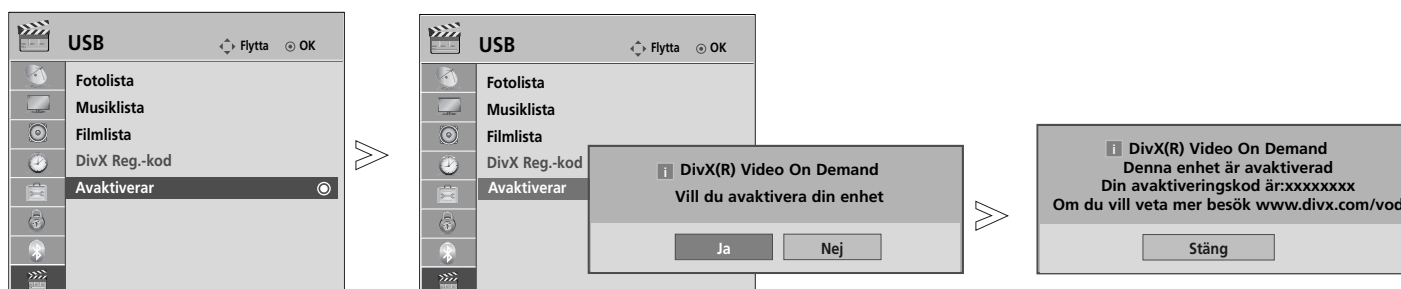 USB
Flytta
OK
Fotolista
Musiklista
Filmlista
DivX Reg.-kod
Avaktiverar
USB
Flytta
OK
Fotolista
Musiklista
Filmlista
DivX Reg.-kod
Avaktiverar
i DivX(R) Video On Demand
Vill du avaktivera din enhet
Ja
Nej
i DivX(R) Video On Demand
Denna enhet är avaktiverad
Din avaktiveringskod är:xxxxxxxx
Om du vill veta mer besök www.divx.com/vod
Stäng